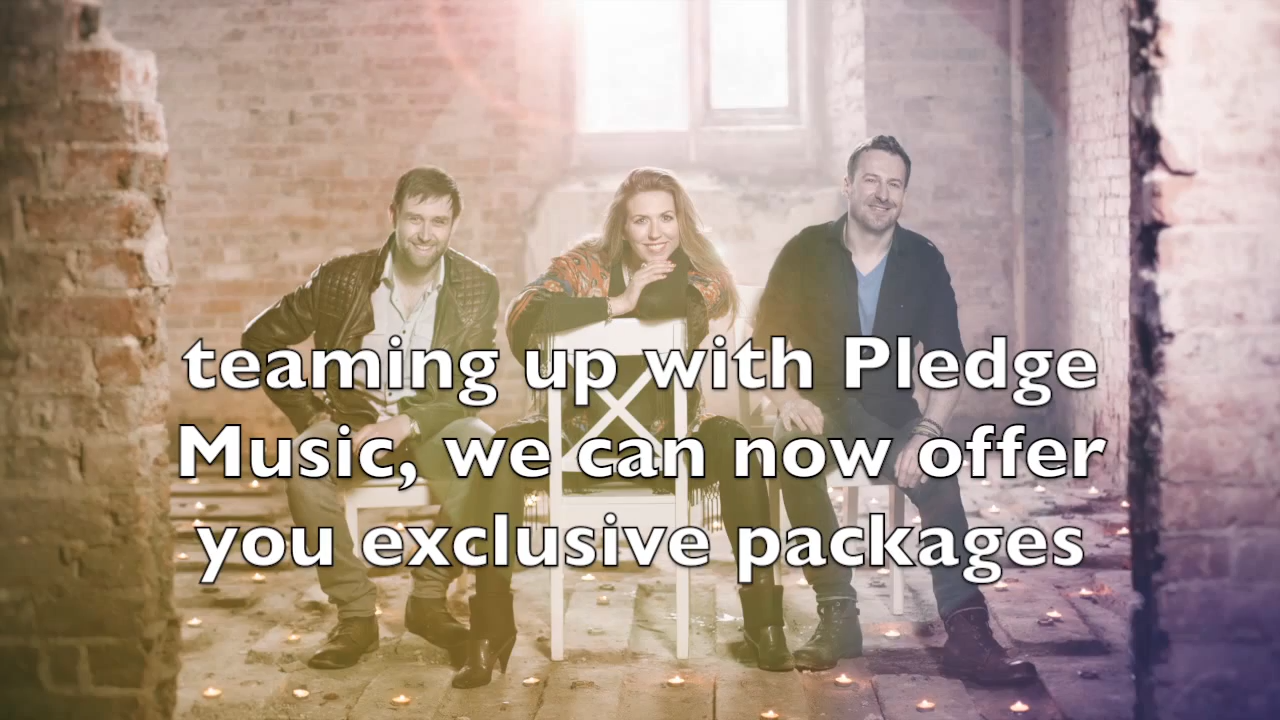 teaming up with Pledge
Music, we can now offer
you exclusive packages